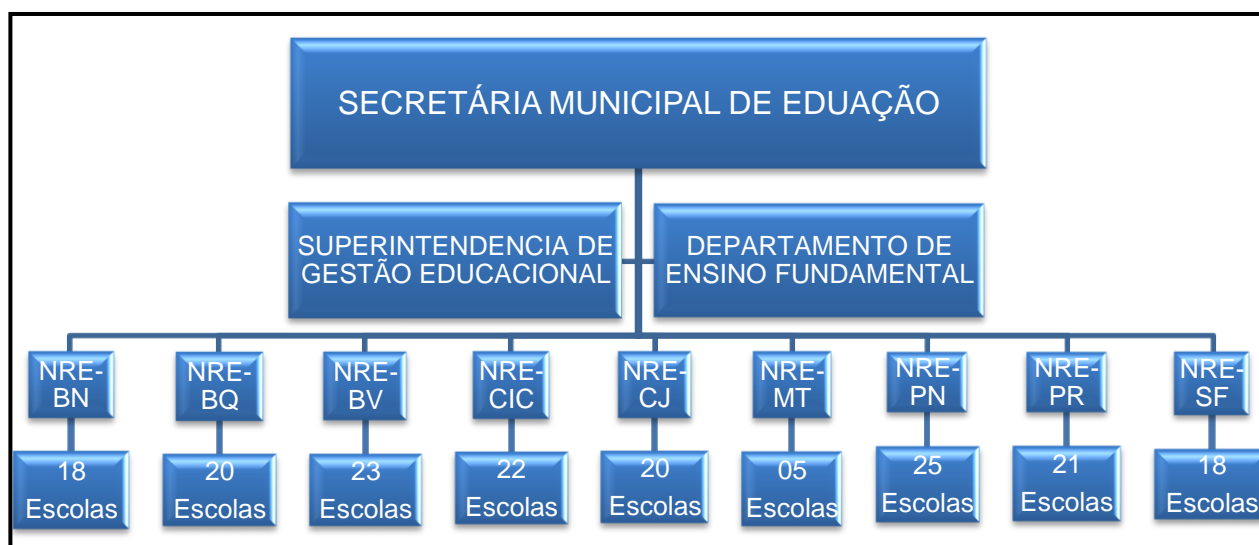 SECRETÁRIA MUNICIPAL DE EDUAÇÃO
SUPERINTENDENCIA DE
GESTÃO EDUCACIONAL
DEPARTAMENTO DE
ENSINO FUNDAMENTAL
NRE-
BN
NRE-
BQ
NRE-
BV
NRE-
CIC
NRE-
CJ
NRE-
MT
NRE-
PN
NRE-
PR
NRE-
SF
18
Escolas
20
Escolas
23
Escolas
22
Escolas
20
Escolas
05
Escolas
25
Escolas
21
Escolas
18
Escolas